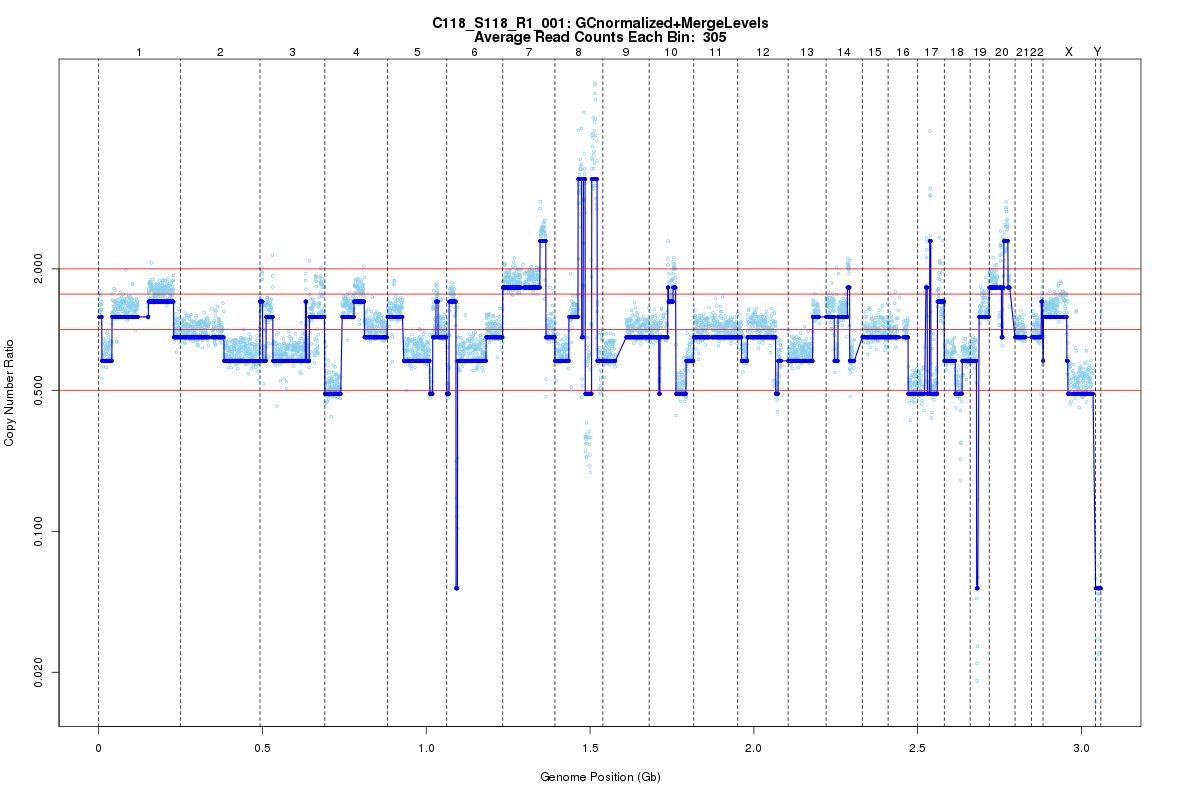 C118_S118_R1_001: GCnormalized+MergeLevels
Average Read Counts Each Bin: 305
1 2 3 4 5 6 7 8 9 10 11 12 13 14 15 16 17 18 19 20 21 22 X Y
2.000
0.500
0.100
0.020
Copy Number Ratio
0 0.5 1.0 1.5 2.0 2.5 3.0
Genome Position (Gb)